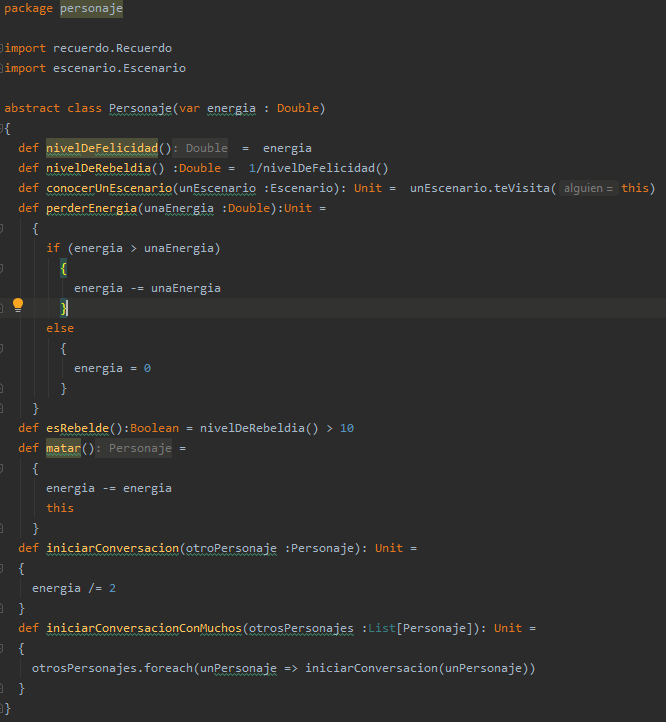 package personaje
import recuerdo.Recuerdo
import escenario.Escenario
abstract class Personaje(var energia : Double)
{
def nivelDeFelicidad(): Double = energia
def nivelDeRebeldia() :Double = 1/nivelDeFelicidad()
def conocerUnEscenario(unEscenario :Escenario): Unit = unEscenario.teVisita( alguien = this)
def perderEnergia(unaEnergia :Double):Unit =
{
if (energia > unaEnergia)
{
energia -= unaEnergia
}
else
{
energia = 0
}
}
def esRebelde():Boolean = nivelDeRebeldia() > 10
def matar(): Personaje =
{
energia -= energia
this
}
def iniciarConversacion(otroPersonaje :Personaje): Unit =
{
energia /= 2
}
def iniciarConversacionConMuchos(otrosPersonajes :List[Personaje]): Unit =
{
otrosPersonajes.foreach(unPersonaje => iniciarConversacion(unPersonaje))
}
}